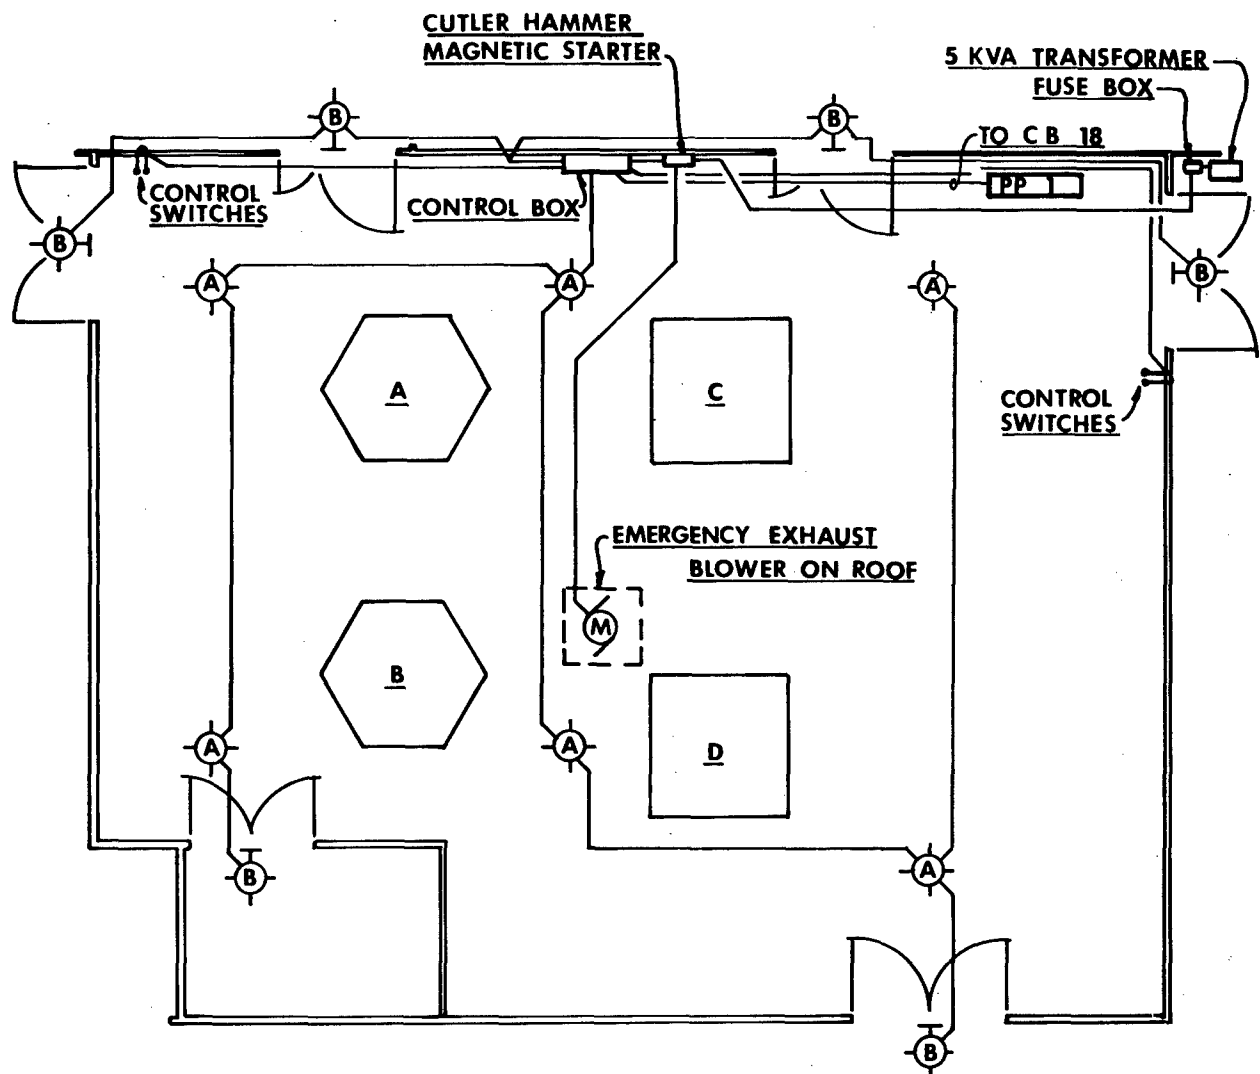 CUTLER HAMMER
MAGNETIC STARTER
5 KVA TRANSFORMER
FUSE BOX
B
B
TO C B 18
CONTROL
SWITCHES
CONTROL BOX
PP 1
B
B
A
A
A
A
C
CONTROL
SWITCHES
EMERGENCY EXHAUST
BLOWER ON ROOF
M
B
D
A
A
A
B
B